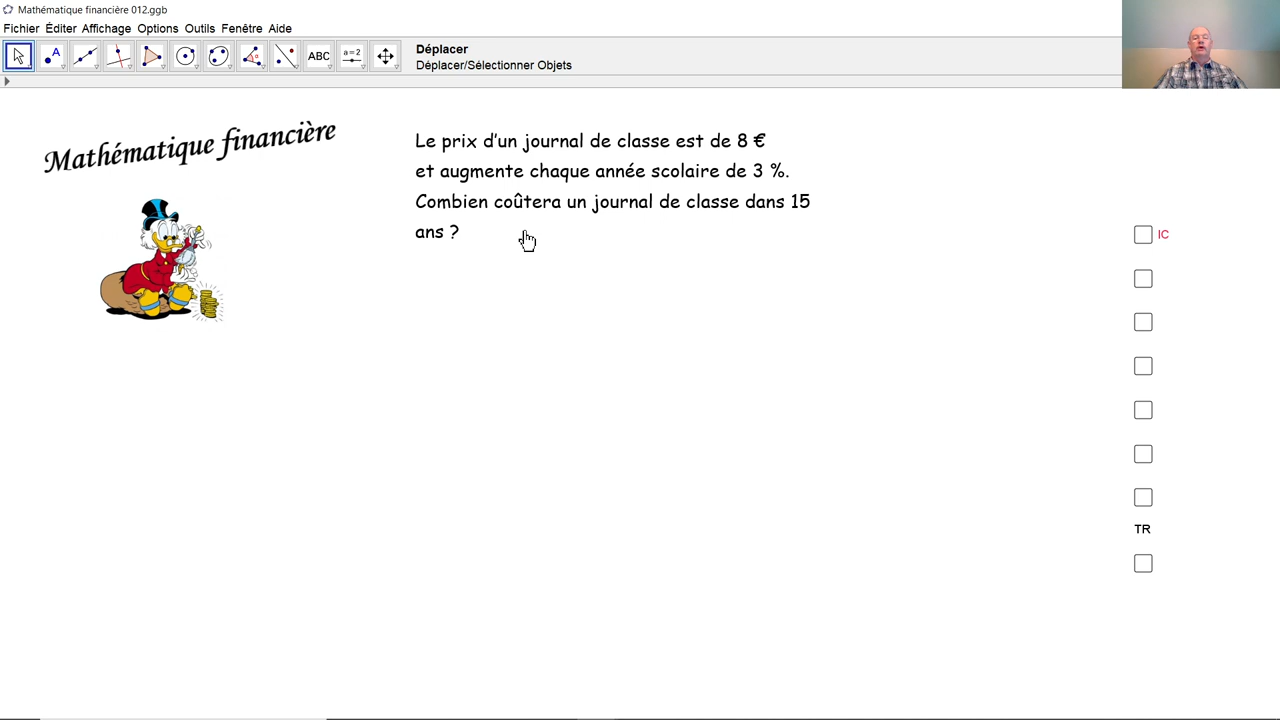 Mathématique financière 012.ggb
Fichier Éditer Affichage Options Outils Fenêtre Aide
A
ABC
a=2
Déplacer
Déplacer/Sélectionner Objets
Mathématique financière
Le prix d’un journal de classe est de 8 €
et augmente chaque année scolaire de 3 %.
Combien coûtera un journal de classe dans 15
ans ?
IC
TR